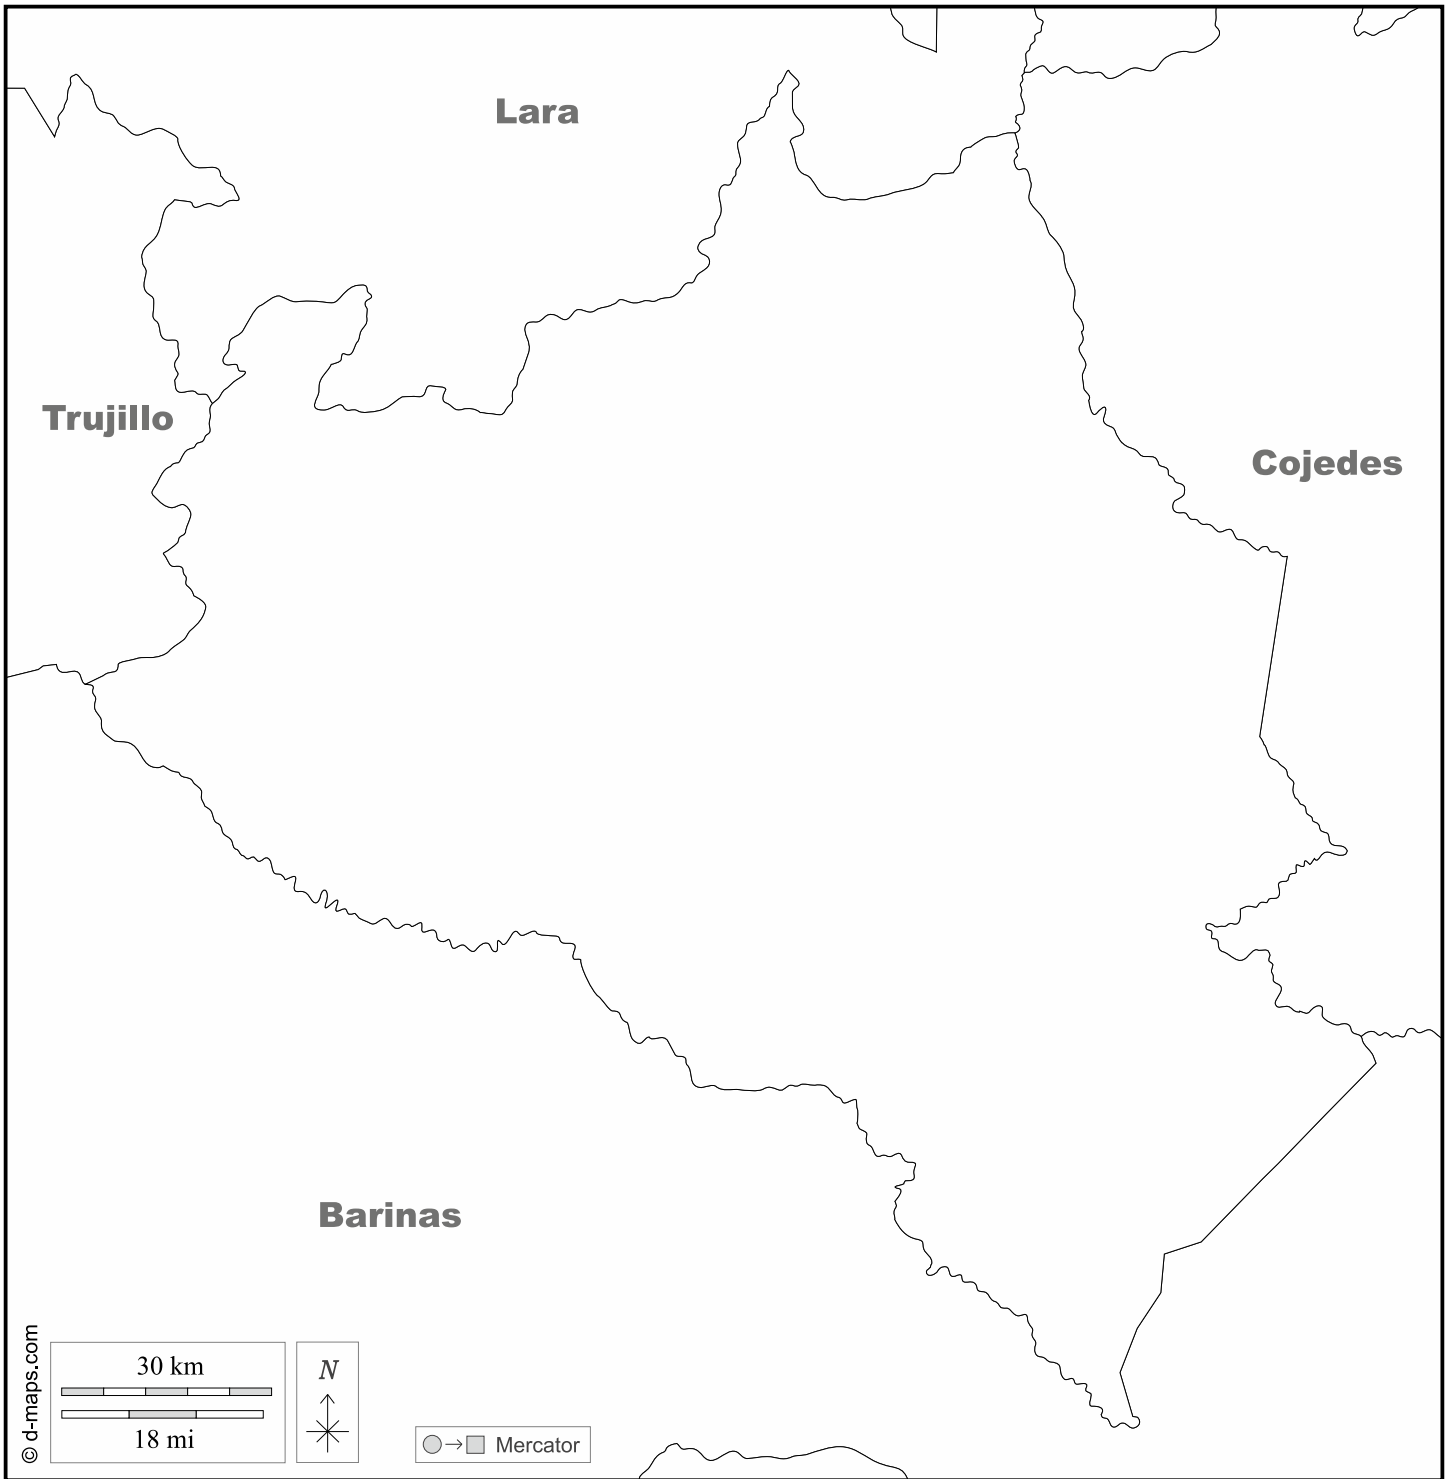 Lara
Trujillo
Cojedes
Barinas
© d-maps.com
30 km
18 mi
N
Mercator